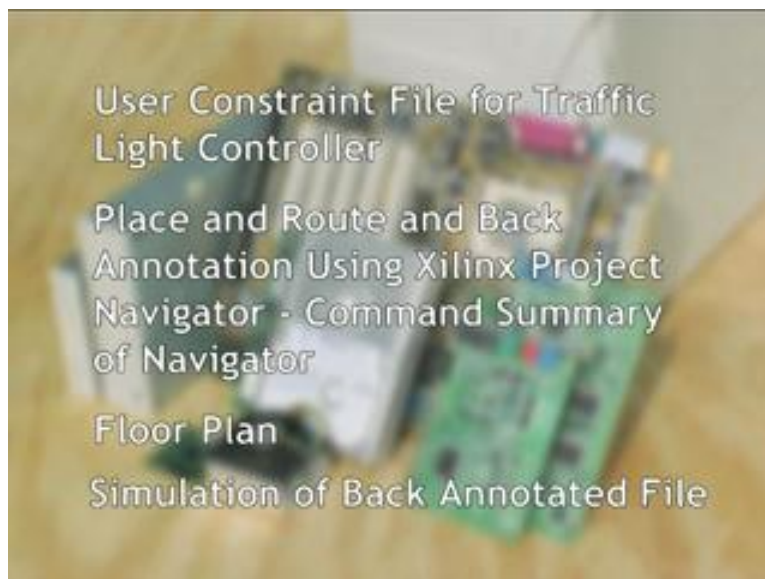 User Constraint File for Traffic
Light Controller
Place and Route and Back
Annotation Using Xilinx Project
Navigator - Command Summary
of Navigator
Floor Plan
Simulation of Back Annotated File